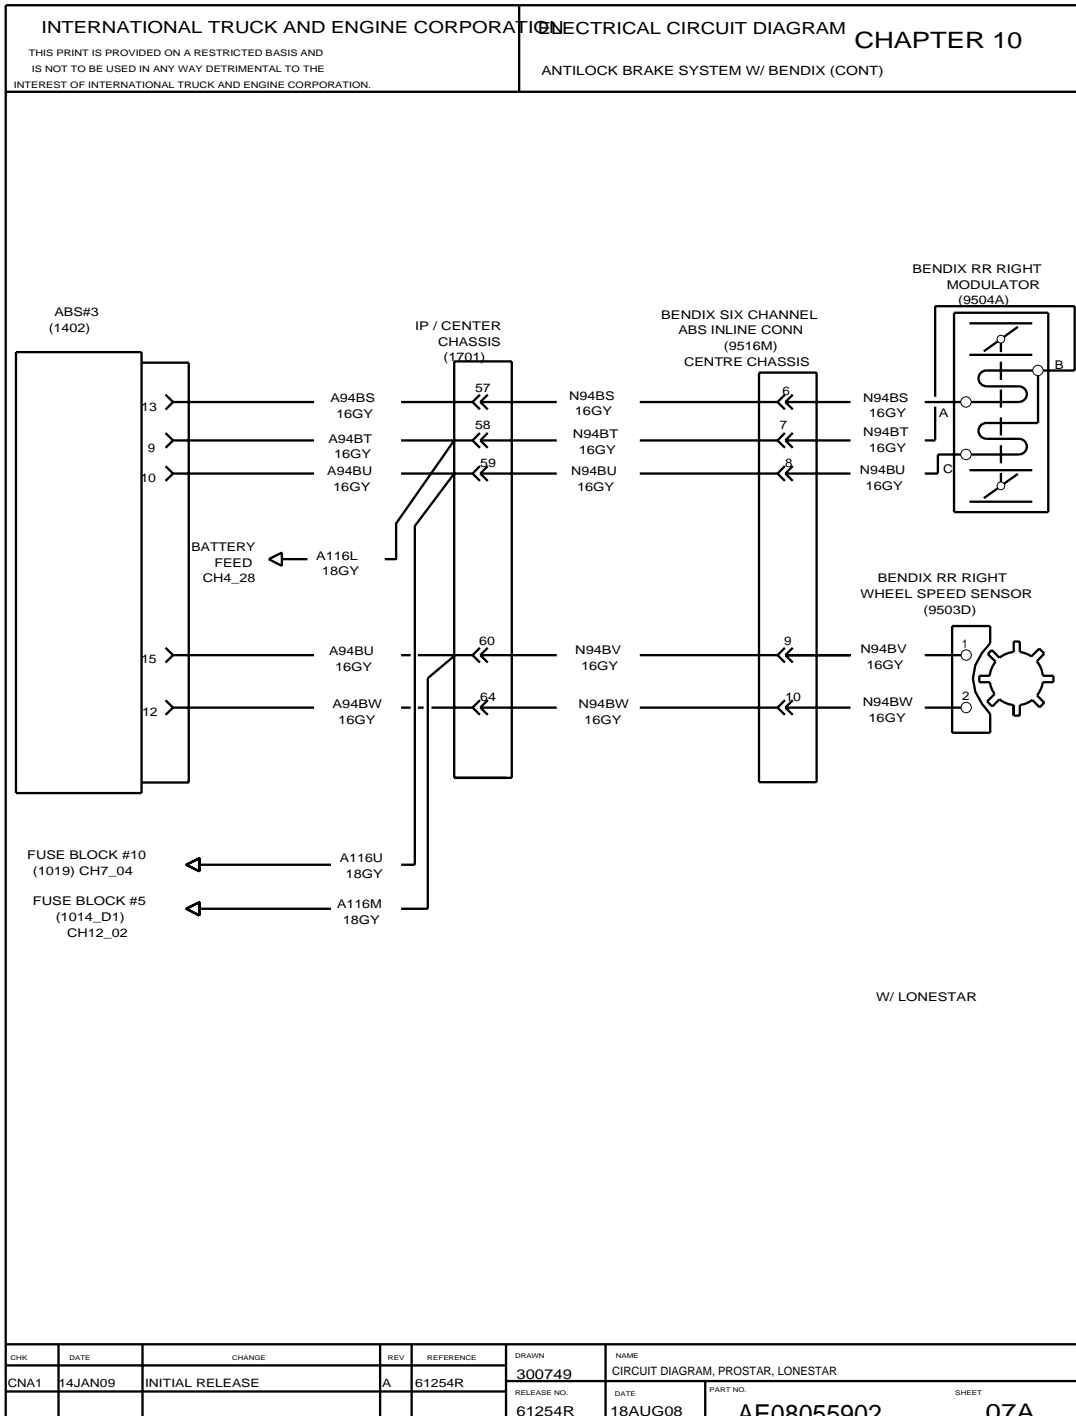 INTERNATIONAL TRUCK AND ENGINE CORPORATION
THIS PRINT IS PROVIDED ON A RESTRICTED BASIS AND
IS NOT TO BE USED IN ANY WAY DETRIMENTAL TO THE
INTEREST OF INTERNATIONAL TRUCK AND ENGINE CORPORATION.
ELECTRICAL CIRCUIT DIAGRAM
CHAPTER 10
ANTILOCK BRAKE SYSTEM W/ BENDIX (CONT)
ABS#3
(1402)
IP / CENTER
CHASSIS
(1701)
BENDIX SIX CHANNEL
ABS INLINE CONN
(9516M)
CENTRE CHASSIS
BENDIX RR RIGHT
MODULATOR
(9504A)
B
13
A94BS
16GY
57
N94BS
16GY
6
N94BS
16GY
A
9
A94BT
16GY
58
N94BT
16GY
7
N94BT
16GY
10
A94BU
16GY
59
N94BU
16GY
8
N94BU
16GY
C
BATTERY
FEED
CH4_28
A116L
18GY
BENDIX RR RIGHT
WHEEL SPEED SENSOR
(9503D)
15
A94BU
16GY
60
N94BV
16GY
9
N94BV
16GY
1
12
A94BW
16GY
64
N94BW
16GY
10
N94BW
16GY
2
FUSE BLOCK #10
(1019) CH7_04
A116U
18GY
FUSE BLOCK #5
(1014_D1)
CH12_02
A116M
18GY
W/ LONESTAR
CHK DATE CHANGE REV REFERENCE
CNA1 14JAN09 INITIAL RELEASE A 61254R
DRAWN
300749
NAME
CIRCUIT DIAGRAM, PROSTAR, LONESTAR
RELEASE NO.
61254R
DATE
18AUG08
PART NO.
AE08055902
SHEET
07A